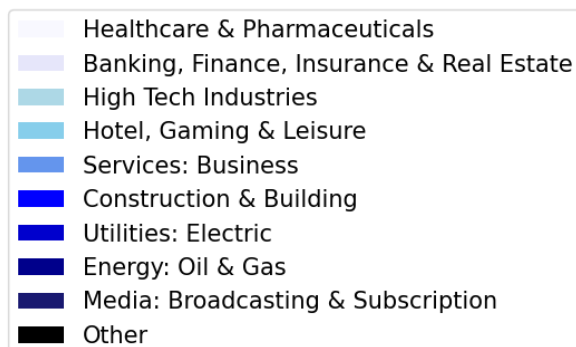 Healthcare & Pharmaceuticals
Banking, Finance, Insurance & Real Estate
High Tech Industries
Hotel, Gaming & Leisure
Services: Business
Construction & Building
Utilities: Electric
Energy: Oil & Gas
Media: Broadcasting & Subscription
Other